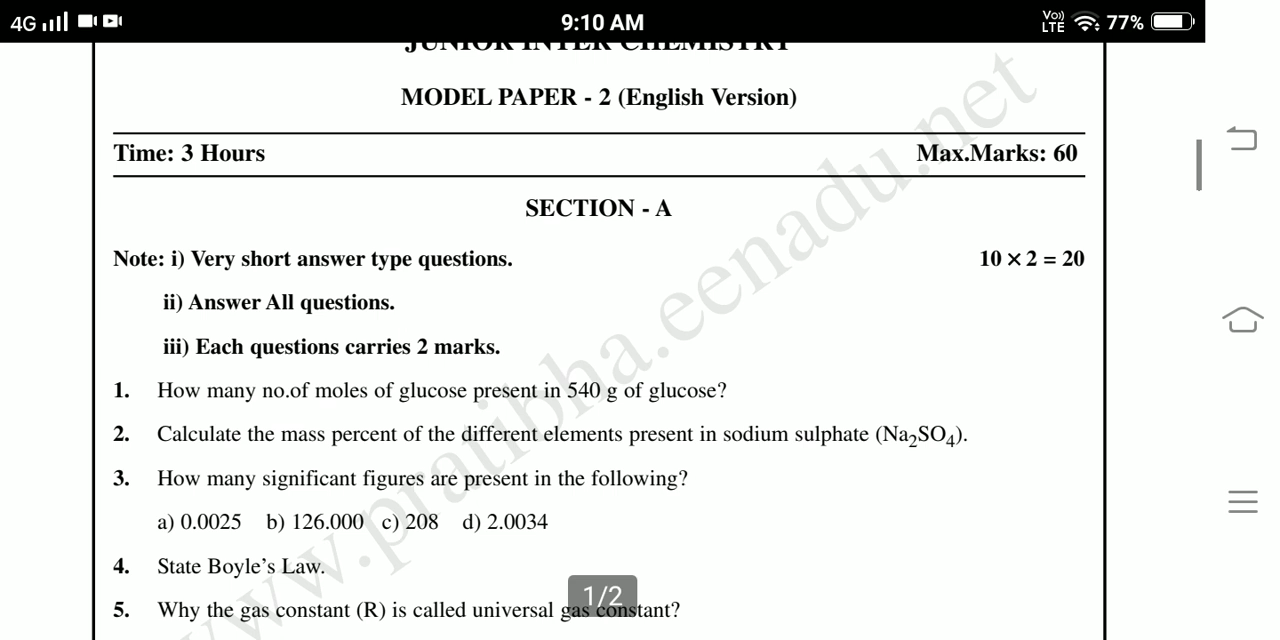 4G 9:10 AM Vo)) LTE 77%
JUNIOR INTER CHEMISTRY
MODEL PAPER - 2 (English Version)
Time: 3 Hours Max.Marks: 60
SECTION - A
Note: i) Very short answer type questions. 10 × 2 = 20
ii) Answer All questions.
iii) Each questions carries 2 marks.
1. How many no.of moles of glucose present in 540 g of glucose?
2. Calculate the mass percent of the different elements present in sodium sulphate (Na₂SO₄).
3. How many significant figures are present in the following?
a) 0.0025 b) 126.000 c) 208 d) 2.0034
4. State Boyle's Law.
5. Why the gas constant (R) is called universal gas constant?
1/2
www.pratibha.eenadu.net